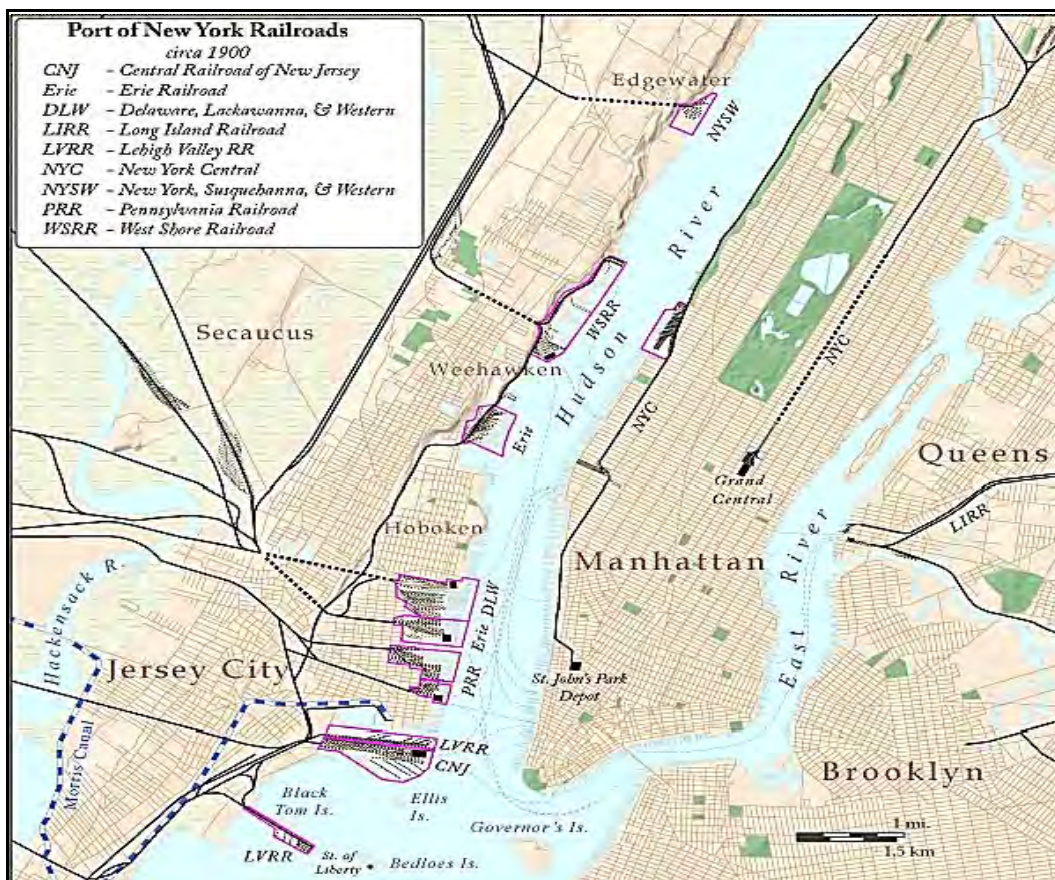 Port of New York Railroads
circa 1900
CNJ - Central Railroad of New Jersey
Erie - Erie Railroad
DLW - Delaware, Lackawanna, & Western
LIRR - Long Island Railroad
LVRR - Lehigh Valley RR
NYC - New York Central
NYSW - New York, Susquehanna, & Western
PRR - Pennsylvania Railroad
WSRR - West Shore Railroad
Edgewater
NYSW
Hudson River
Secaucus
WSRR
Weehawken
NYC
NYC
Erie
Queens
Grand
Central
LIRR
Hoboken
Manhattan
East River
Hackensack R.
DLW
Erie
Jersey City
PRR
St. John's Park
Depot
Morris Canal
LVRR
CNJ
Brooklyn
Black
Tom Is.
Ellis
Is.
Governor's Is.
1 mi.
1,5 km
LVRR
St. of
Liberty
Bedloes Is.